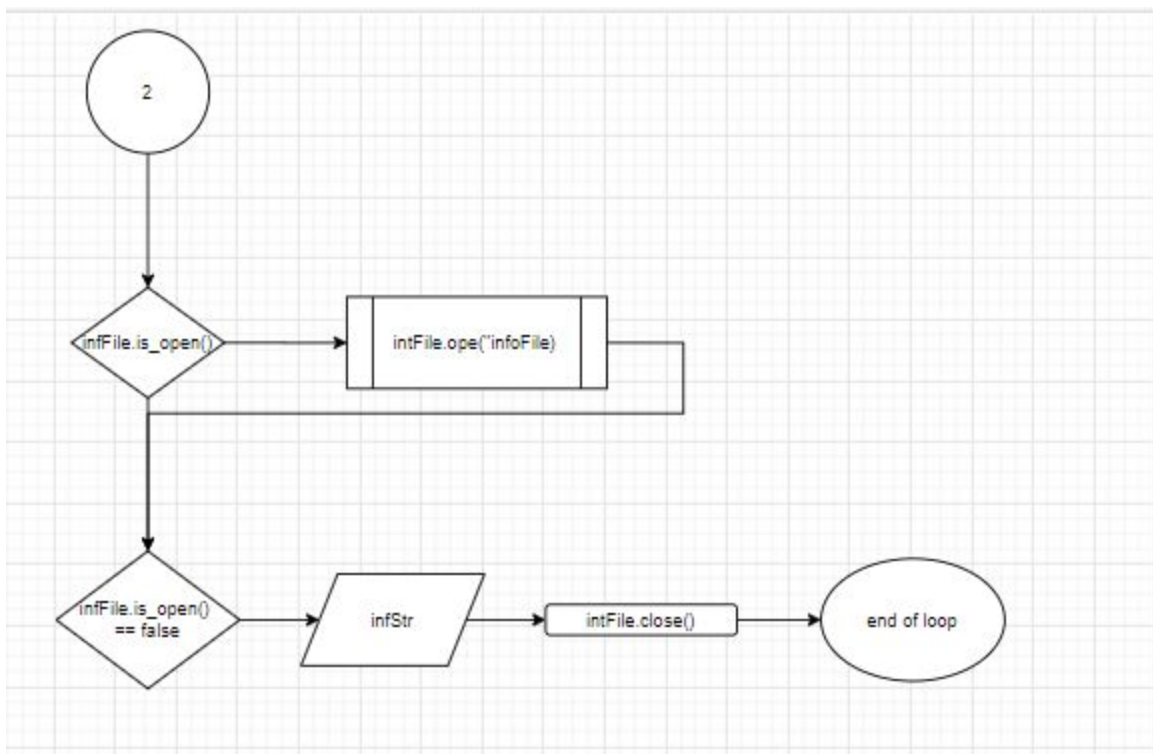 2
infFile.is_open()
intFile.ope("infoFile)
infFile.is_open()
== false
infStr
intFile.close()
end of loop